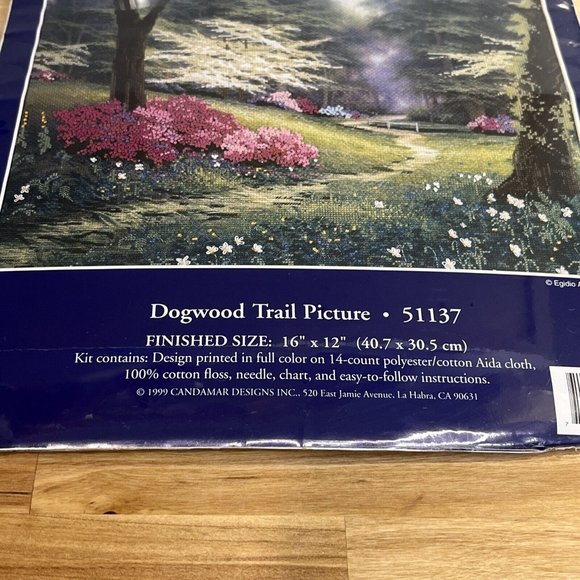 © Egidio A
Dogwood Trail Picture • 51137
FINISHED SIZE: 16" x 12" (40.7 x 30.5 cm)
Kit contains: Design printed in full color on 14-count polyester/cotton Aida cloth,
100% cotton floss, needle, chart, and easy-to-follow instructions.
© 1999 CANDAMAR DESIGNS INC., 520 East Jamie Avenue, La Habra, CA 90631
7